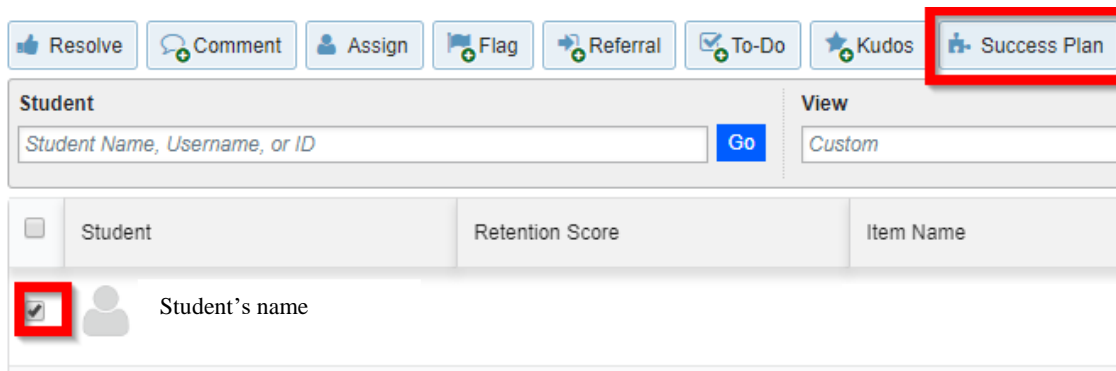 Resolve Comment Assign Flag Referral To-Do Kudos Success Plan
Student View
Student Name, Username, or ID Go Custom
Student Retention Score Item Name
Student’s name